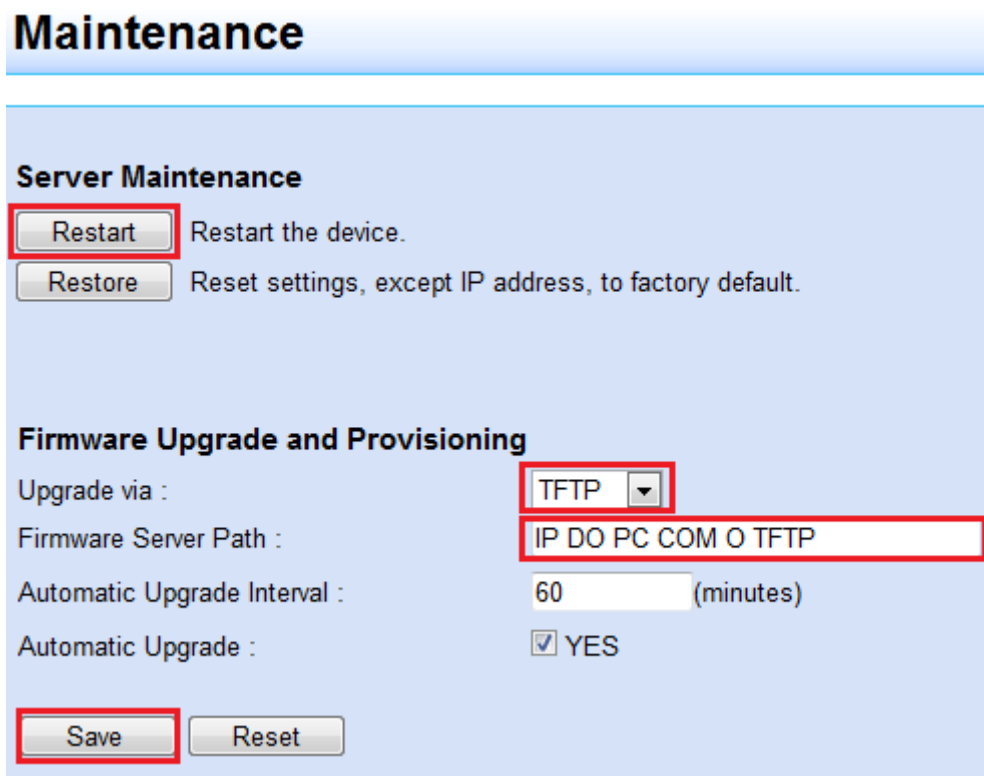 Maintenance
Server Maintenance
Restart Restart the device.
Restore Reset settings, except IP address, to factory default.
Firmware Upgrade and Provisioning
Upgrade via : TFTP
Firmware Server Path : IP DO PC COM O TFTP
Automatic Upgrade Interval : 60 (minutes)
Automatic Upgrade : YES
Save Reset